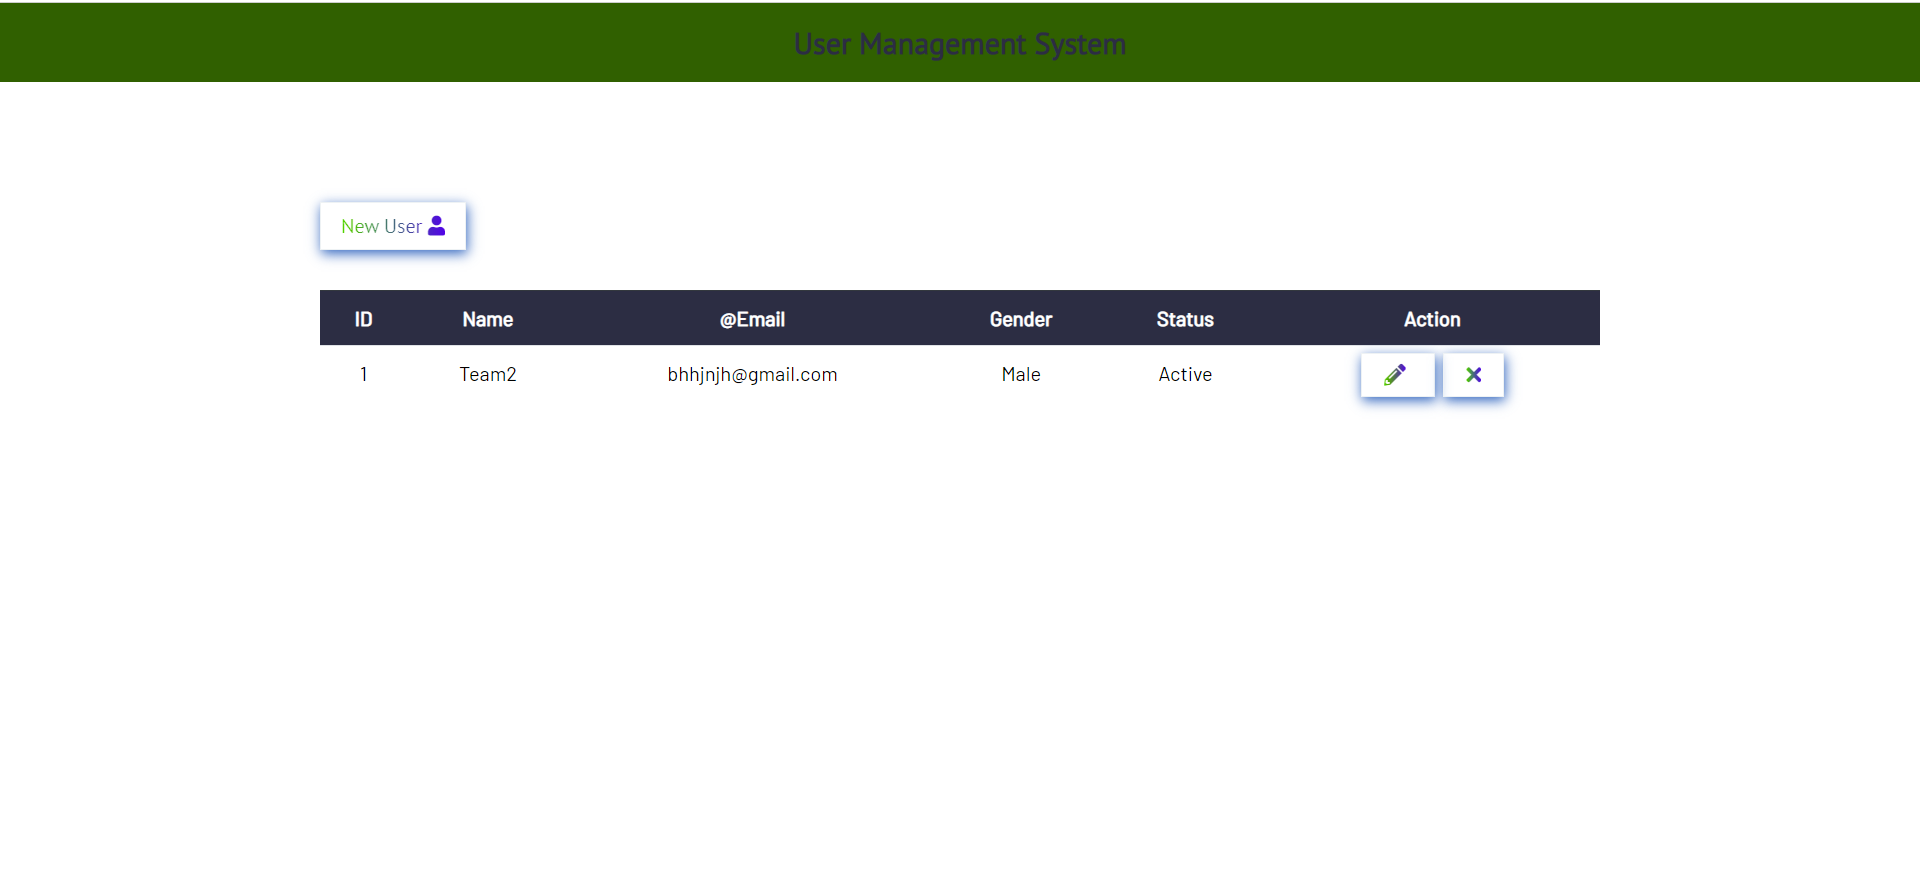 User Management System
New User
ID Name @Email Gender Status Action
1 Team2 bhhjnjh@gmail.com Male Active